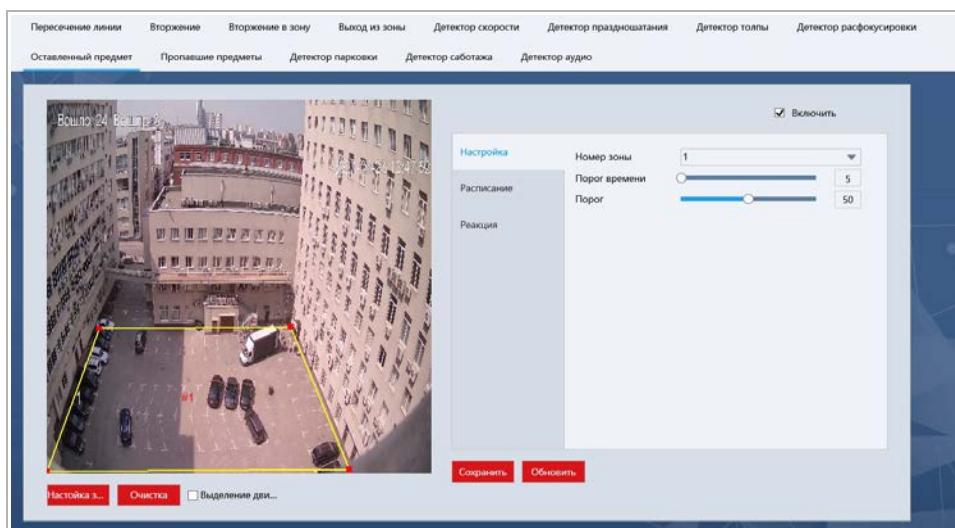 Пересечение линии Вторжение Вторжение в зону Выход из зоны Детектор скорости Детектор праздношатания Детектор толпы Детектор расфокусировки
Оставленный предмет Пропавшие предметы Детектор парковки Детектор саботажа Детектор аудио
Включить
Вошло 24
Настройка
Номер зоны 1
Порог времени 5
Расписание
Порог 50
Реакция
#1
Сохранить Обновить
Настойка з... Очистка Выделение дви...